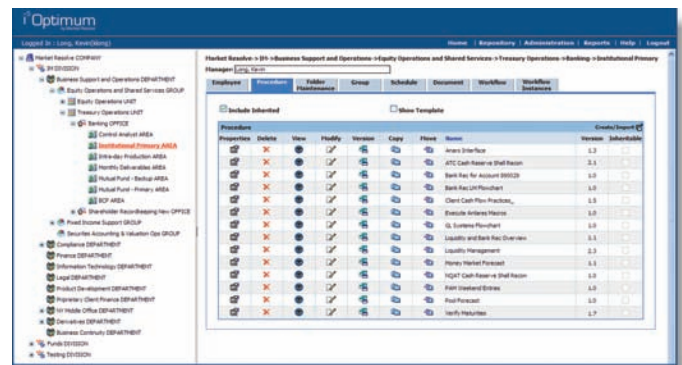 i Optimum
Logged In : Long, Kevin(klong)
Home | Repository | Administration | Reports | Help | Logout
Market Resolve COMPANY
IH DIVISION
Business Support and Operations DEPARTMENT
Equity Operations and Shared Services GROUP
Equity Operations UNIT
Treasury Operations UNIT
Banking OFFICE
Control Analyst AREA
Institutional Primary AREA
Intra-day Production AREA
Monthly Deliverables AREA
Mutual Fund - Backup AREA
Mutual Fund - Primary AREA
BCP AREA
Shareholder Recordkeeping New OFFICE
Fixed Income Support GROUP
Securities Accounting & Valuation Ops GROUP
Compliance DEPARTMENT
Finance DEPARTMENT
Information Technology DEPARTMENT
Legal DEPARTMENT
Product Development DEPARTMENT
Proprietary Client Finance DEPARTMENT
NY Middle Office DEPARTMENT
Derivatives DEPARTMENT
Business Continuity DEPARTMENT
Funds DIVISION
Testing DIVISION
Market Resolve-> IH->Business Support and Operations->Equity Operations and Shared Services->Treasury Operations->Banking->Institutional Primary
Manager: Long, Kevin
Employee Procedure Folder Maintenance Group Schedule Document Workflow Workflow Instances
Include Inherited Show Template
Procedure Create/Import
Properties Delete View Modify Version Copy Move Name Version Inheritable
Interface 1.3
ATC Cash Reserve Shell Recon 2.1
Bank Rec for Account 1.0
Bank Rec LM Flowchart 1.0
Client Cash Flow Practices_ 1.5
Execute Antares Macros 1.0
GL Systems Flowchart 1.0
Liquidity and Bank Rec Overview 1.1
Liquidity Management 2.3
Money Market Forecast 1.1
NQAT Cash Reserve Shell Recon 1.0
PAM Weekend Entries 1.0
Pool Forecast 1.0
Verify Maturities 1.7